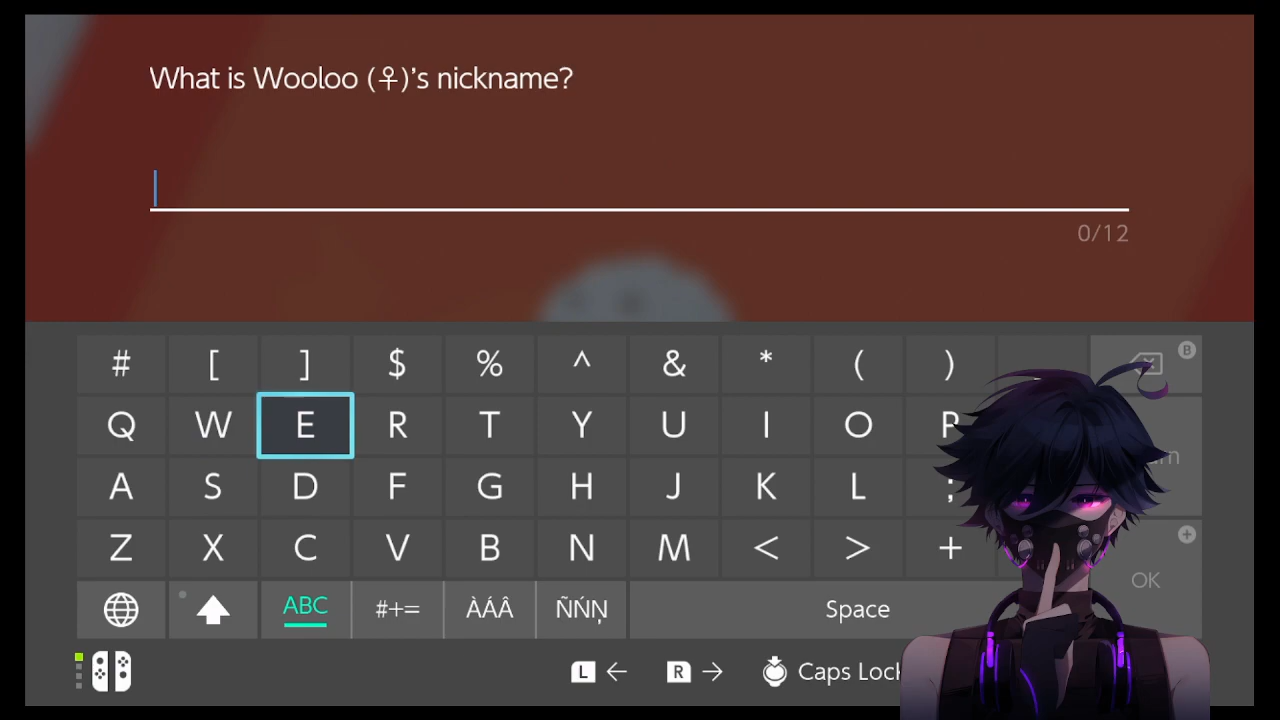 What is Wooloo (♀)'s nickname?
0/12
# [ ] $ % ^ & * ( )
B
Q W E R T Y U I O P
A S D F G H J K L ;
Z X C V B N M < > +
OK
ABC #+= ÀÁÂ ÑŃŅ Space
L ← R → Caps Lock